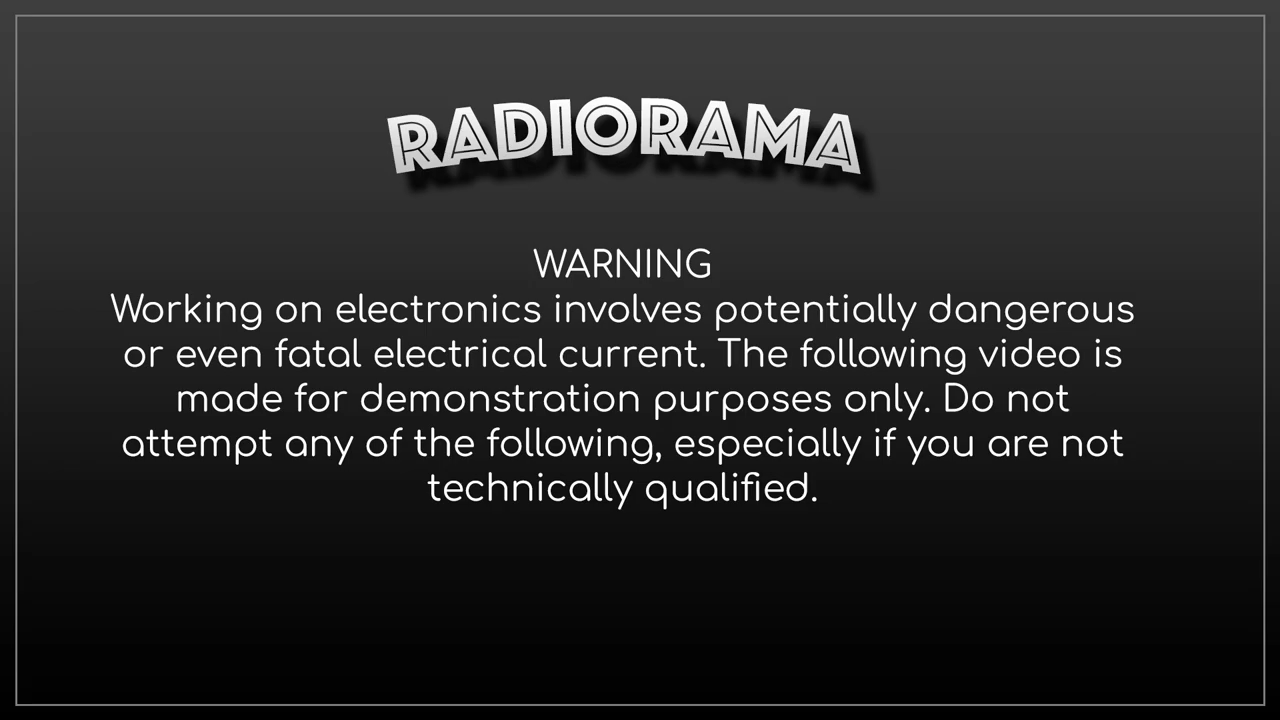 RADIORAMA
WARNING
Working on electronics involves potentially dangerous
or even fatal electrical current. The following video is
made for demonstration purposes only. Do not
attempt any of the following, especially if you are not
technically qualified.